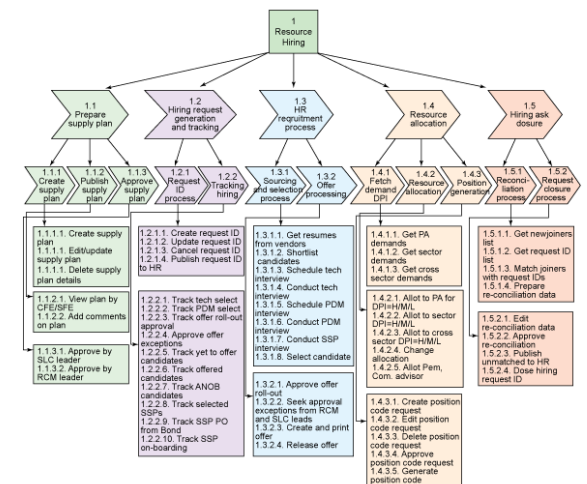 1
Resource
Hiring
1.1
Prepare
supply plan
1.2
Hiring request
generation
and tracking
1.3
HR
reqruitment
process
1.4
Resource
allocation
1.5
Hiring ask
dosure
1.1.1
Create
supply
plan
1.1.2
Publish
supply
plan
1.1.3
Approve
supply
plan
1.2.1
Request
ID
process
1.2.2
Tracking
hiring
1.3.1
Sourcing
and selection
process
1.3.2
Offer
processing
1.4.1
Fetch
demand
DPI
1.4.2
Resource
allocation
1.4.3
Position
generation
1.5.1
Reconci-
liation
process
1.5.2
Request
closure
process
1.1.1.1. Create supply
plan
1.1.1.1. Edit/update
supply plan
1.1.1.1. Delete supply
plan details
1.1.2.1. View plan by
CFE/SFE
1.1.2.2. Add comments
on plan
1.1.3.1. Approve by
SLC leader
1.1.3.2. Approve by
RCM leader
1.2.1.1. Create request ID
1.2.1.2. Update request ID
1.2.1.3. Cancel request ID
1.2.1.4. Publish request ID
to HR
1.2.2.1. Track tech select
1.2.2.2. Track PDM select
1.2.2.3. Track offer roll-out
approval
1.2.2.4. Approve offer
exceptions
1.2.2.5. Track yet to offer
candidates
1.2.2.6. Track offered
candidates
1.2.2.7. Track ANOB
candidates
1.2.2.8. Track selected
SSPs
1.2.2.9. Track SSP PO
from Bond
1.2.2.10. Track SSP
on-boarding
1.3.1.1. Get resumes
from vendors
1.3.1.2. Shortlist
candidates
1.3.1.3. Schedule tech
interview
1.3.1.4. Conduct tech
interview
1.3.1.5. Schedule PDM
interview
1.3.1.6. Conduct PDM
interview
1.3.1.7. Conduct SSP
interview
1.3.1.8. Select candidate
1.3.2.1. Approve offer
roll-out
1.3.2.2. Seek approval
exceptions from RCM
and SLC leads
1.3.2.3. Create and print
offer
1.3.2.4. Release offer
1.4.1.1. Get PA
demands
1.4.1.2. Get sector
demands
1.4.1.3. Get cross sector
demands
1.4.2.1. Allot to PA for
DPI=H/M/L
1.4.2.2. Allot to sector
DPI=H/M/L
1.4.2.3. Allot to cross
sector DPI=H/M/L
1.4.2.4. Change
allocation
1.4.2.5. Allot Pem,
Com. advisor
1.4.3.1. Create position
code request
1.4.3.2. Edit position
code request
1.4.3.3. Delete position
code request
1.4.3.4. Approve
position code request
1.4.3.5. Generate
position code
1.5.1.1. Get newjoiners
list
1.5.1.2. Get request ID
list
1.5.1.3. Match joiners
with request IDs
1.5.1.4. Prepare
re-conciliation data
1.5.2.1. Edit
re-conciliation data
1.5.2.2. Approve
re-conciliation
1.5.2.3. Publish
unmatched to HR
1.5.2.4. Dose hiring
request ID